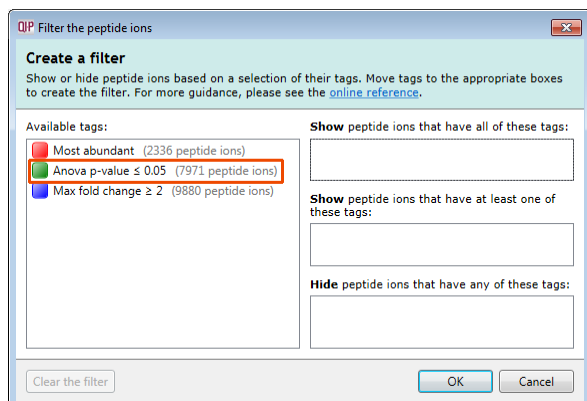 QIP Filter the peptide ions
Create a filter
Show or hide peptide ions based on a selection of their tags. Move tags to the appropriate boxes
to create the filter. For more guidance, please see the online reference.
Available tags:
Most abundant (2336 peptide ions)
Anova p-value ≤ 0.05 (7971 peptide ions)
Max fold change ≥ 2 (9880 peptide ions)
Show peptide ions that have all of these tags:
Show peptide ions that have at least one of
these tags:
Hide peptide ions that have any of these tags:
Clear the filter
OK
Cancel